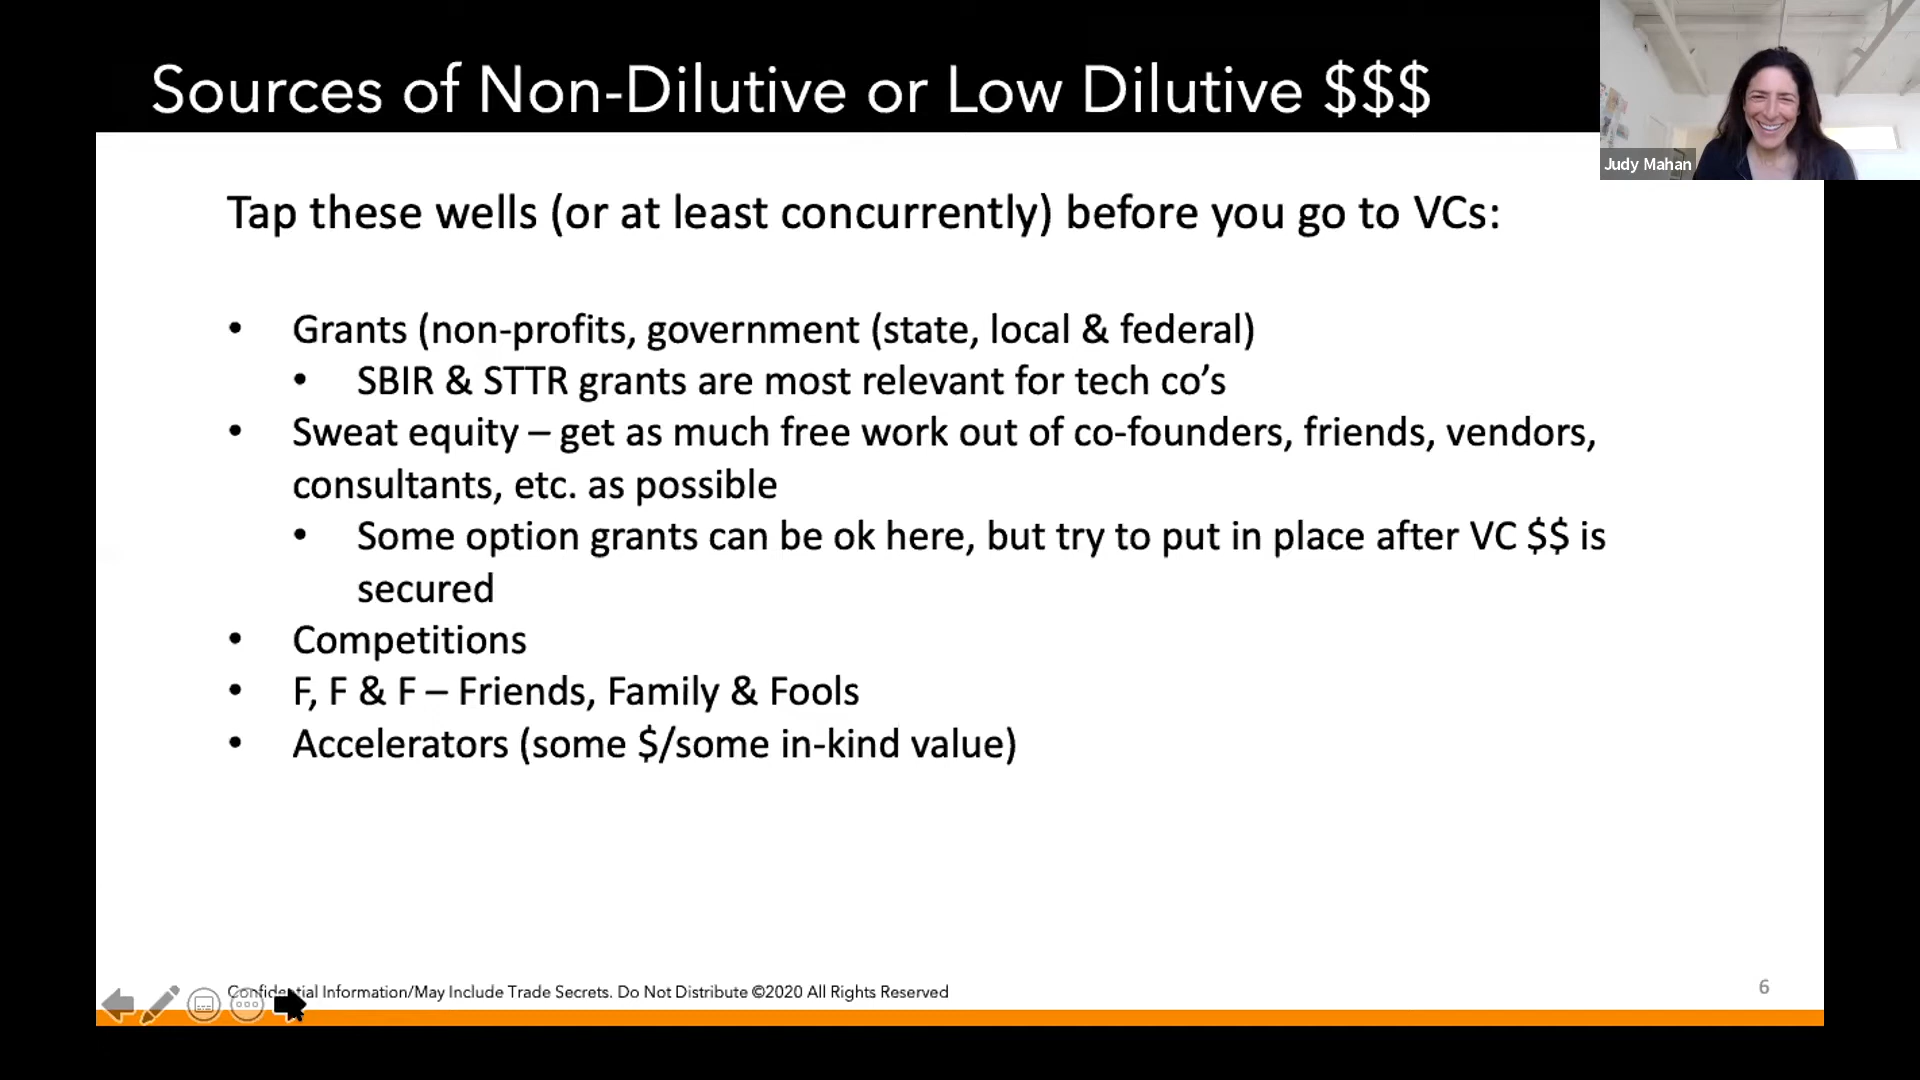 Sources of Non-Dilutive or Low Dilutive $$$
Judy Mahan
Tap these wells (or at least concurrently) before you go to VCs:
• Grants (non-profits, government (state, local & federal)
• SBIR & STTR grants are most relevant for tech co’s
• Sweat equity – get as much free work out of co-founders, friends, vendors,
consultants, etc. as possible
• Some option grants can be ok here, but try to put in place after VC $$ is
secured
• Competitions
• F, F & F – Friends, Family & Fools
• Accelerators (some $/some in-kind value)
Confidential Information/May Include Trade Secrets. Do Not Distribute ©2020 All Rights Reserved
6